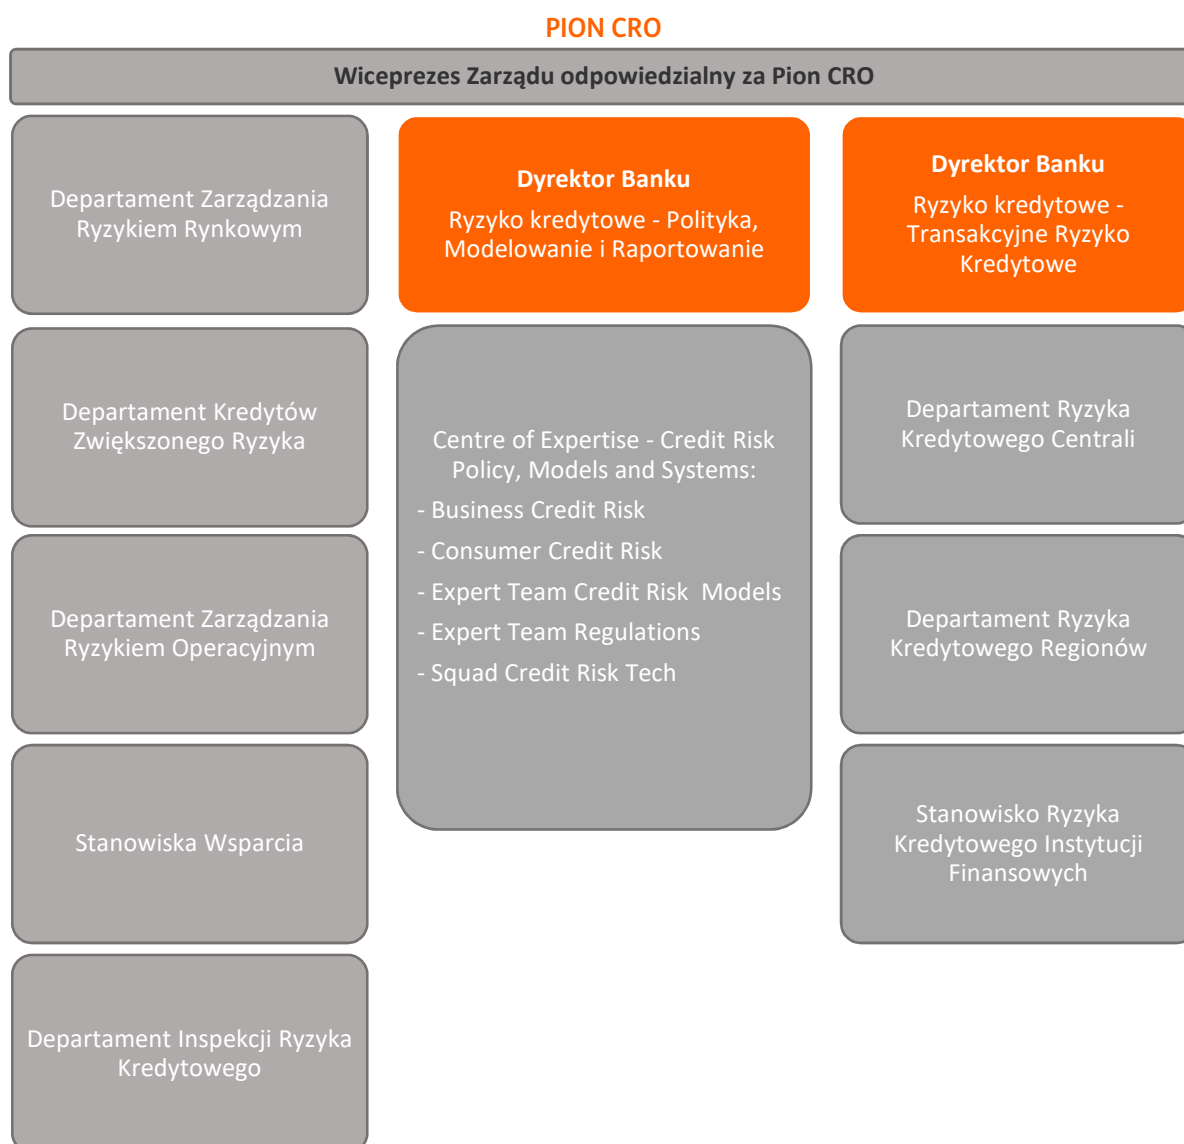 PION CRO
Wiceprezes Zarządu odpowiedzialny za Pion CRO
Departament Zarządzania
Ryzykiem Rynkowym
Departament Kredytów
Zwiększonego Ryzyka
Departament Zarządzania
Ryzykiem Operacyjnym
Stanowiska Wsparcia
Departament Inspekcji Ryzyka
Kredytowego
Dyrektor Banku
Ryzyko kredytowe - Polityka,
Modelowanie i Raportowanie
Centre of Expertise - Credit Risk
Policy, Models and Systems:
- Business Credit Risk
- Consumer Credit Risk
- Expert Team Credit Risk Models
- Expert Team Regulations
- Squad Credit Risk Tech
Dyrektor Banku
Ryzyko kredytowe -
Transakcyjne Ryzyko
Kredytowe
Departament Ryzyka
Kredytowego Centrali
Departament Ryzyka
Kredytowego Regionów
Stanowisko Ryzyka
Kredytowego Instytucji
Finansowych